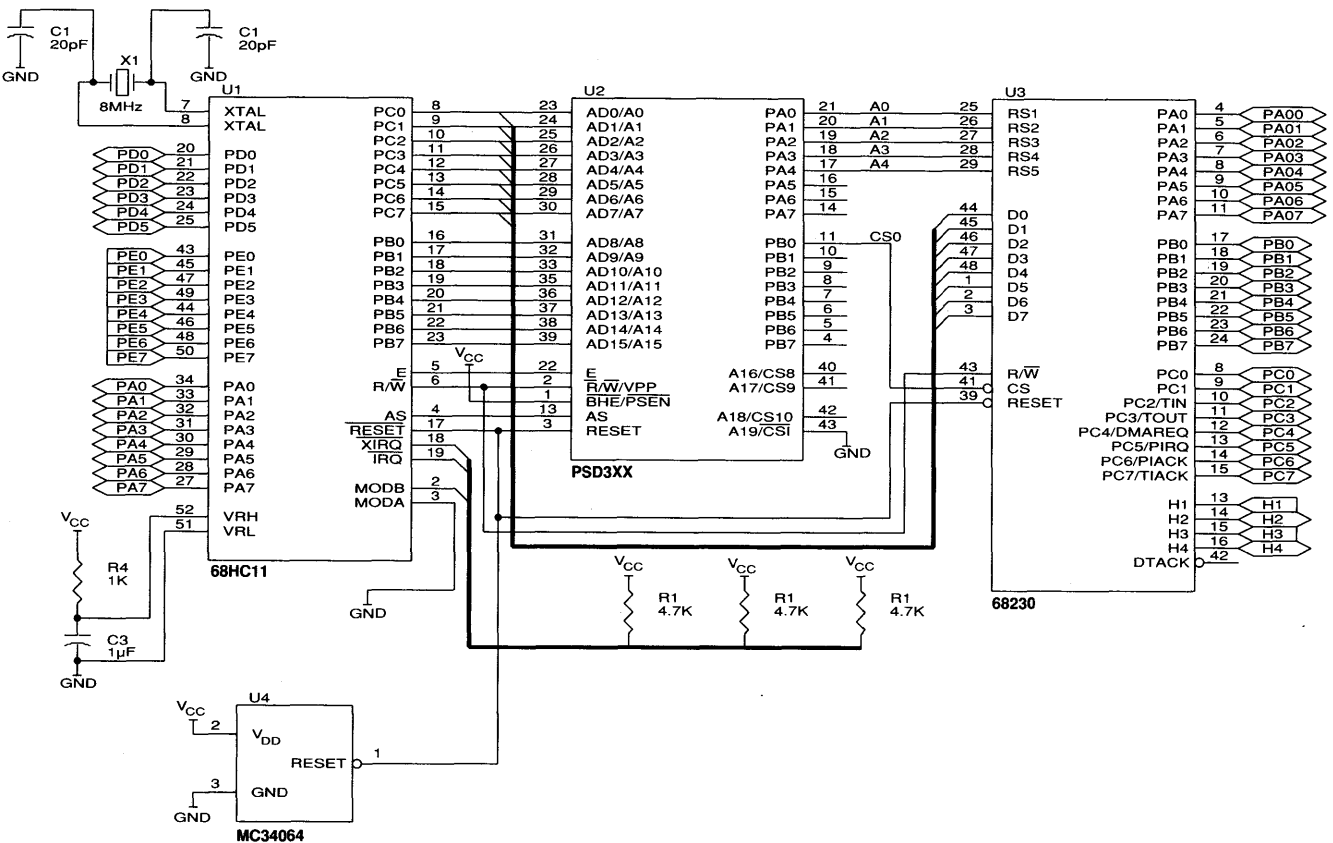 C1
20pF
C1
20pF
GND
X1
GND
8MHz
U1
7 XTAL
8 XTAL
20 PD0 PD0
21 PD1 PD1
22 PD2 PD2
23 PD3 PD3
24 PD4 PD4
25 PD5 PD5
43 PE0 PE0
45 PE1 PE1
47 PE2 PE2
49 PE3 PE3
44 PE4 PE4
46 PE5 PE5
48 PE6 PE6
50 PE7 PE7
34 PA0 PA0
33 PA1 PA1
32 PA2 PA2
31 PA3 PA3
30 PA4 PA4
29 PA5 PA5
28 PA6 PA6
27 PA7 PA7
52 VRH
51 VRL
PC0 8
PC1 9
PC2 10
PC3 11
PC4 12
PC5 13
PC6 14
PC7 15
PB0 16
PB1 17
PB2 18
PB3 19
PB4 20
PB5 21
PB6 22
PB7 23
E 5
R/W 6
AS 4
RESET 17
XIRQ 18
IRQ 19
MODB 2
MODA 3
68HC11
VCC
R4
1K
C3
1µF
GND
GND
U2
23 AD0/A0
24 AD1/A1
25 AD2/A2
26 AD3/A3
27 AD4/A4
28 AD5/A5
29 AD6/A6
30 AD7/A7
31 AD8/A8
32 AD9/A9
33 AD10/A10
35 AD11/A11
36 AD12/A12
37 AD13/A13
38 AD14/A14
39 AD15/A15
VCC
22 E
2 R/W/VPP
1 BHE/PSEN
13 AS
3 RESET
PA0 21 A0
PA1 20 A1
PA2 19 A2
PA3 18 A3
PA4 17 A4
PA5 16
PA6 15
PA7 14
PB0 11 CS0
PB1 10
PB2 9
PB3 8
PB4 7
PB5 6
PB6 5
PB7 4
A16/CS8 40
A17/CS9 41
A18/CS10 42
A19/CSI 43
GND
PSD3XX
U3
25 RS1
26 RS2
27 RS3
28 RS4
29 RS5
44 D0
45 D1
46 D2
47 D3
48 D4
1 D5
2 D6
3 D7
43 R/W
41 CS
39 RESET
PA0 4 PA00
PA1 5 PA01
PA2 6 PA02
PA3 7 PA03
PA4 8 PA04
PA5 9 PA05
PA6 10 PA06
PA7 11 PA07
PB0 17 PB0
PB1 18 PB1
PB2 19 PB2
PB3 20 PB3
PB4 21 PB4
PB5 22 PB5
PB6 23 PB6
PB7 24 PB7
PC0 8 PC0
PC1 9 PC1
PC2/TIN 10 PC2
PC3/TOUT 11 PC3
PC4/DMAREQ 12 PC4
PC5/PIRQ 13 PC5
PC6/PIACK 14 PC6
PC7/TIACK 15 PC7
H1 13 H1
H2 14 H2
H3 15 H3
H4 16 H4
DTACK 42
68230
VCC
R1
4.7K
VCC
R1
4.7K
VCC
R1
4.7K
U4
VCC
2 VDD
RESET 1
3 GND
GND
MC34064